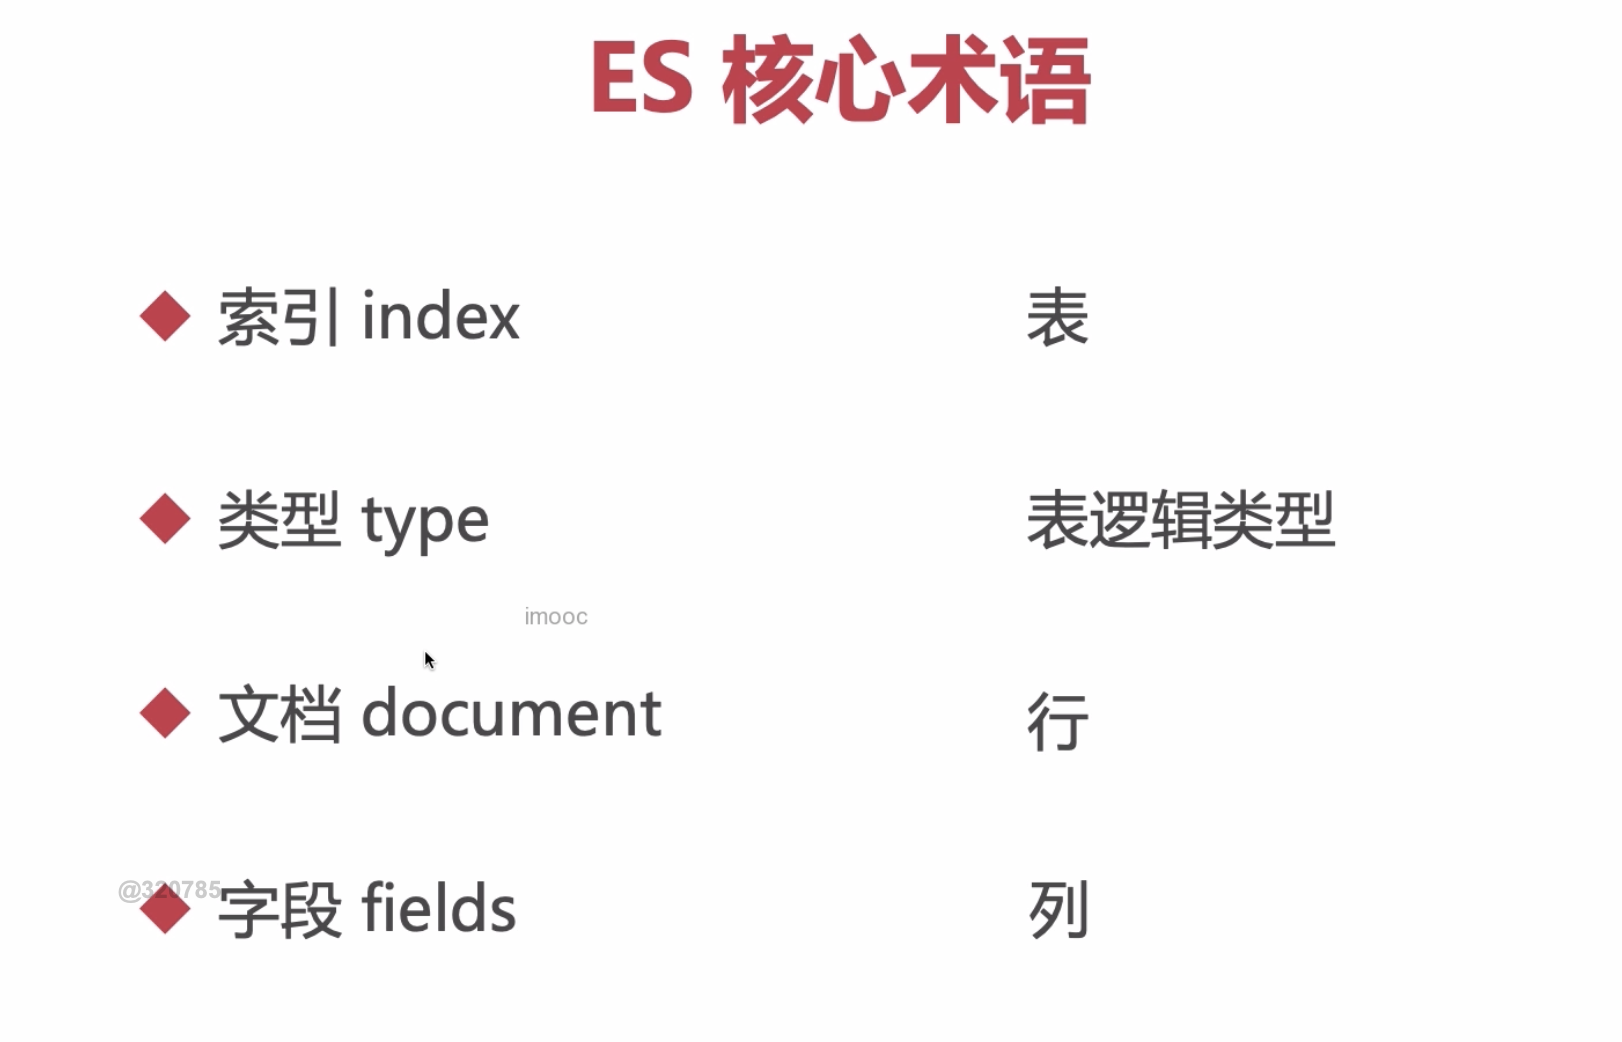 ES 核心术语
索引 index 表
类型 type 表逻辑类型
imooc
文档 document 行
@320785
字段 fields 列